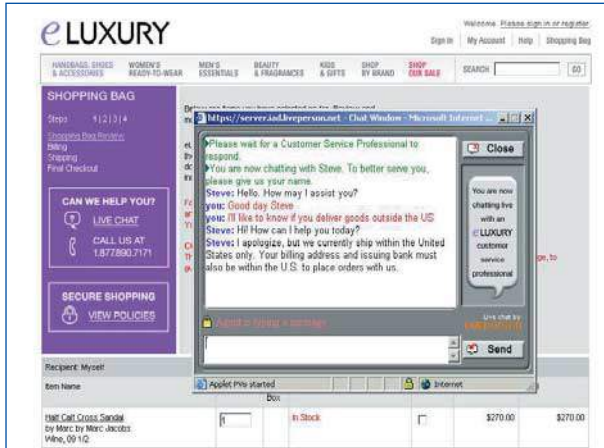 eLUXURY
Welcome. Please sign in or register.
Sign In | My Account | Help | Shopping Bag
HANDBAGS, SHOES & ACCESSORIES
WOMEN'S READY-TO-WEAR
MEN'S ESSENTIALS
BEAUTY & FRAGRANCES
KIDS & GIFTS
SHOP BY BRAND
SHOP OUR SALE
SEARCH
GO
SHOPPING BAG
Steps 1|2|3|4
Shopping Bag Review
Billing
Shipping
Final Checkout
CAN WE HELP YOU?
LIVE CHAT
CALL US AT
1.877.890.7171
SECURE SHOPPING
VIEW POLICIES
https://server.iad.liveperson.net - Chat Window - Microsoft Internet ...
Please wait for a Customer Service Professional to
respond.
You are now chatting with Steve. To better serve you,
please give us your name.
Steve: Hello. How may I assist you?
you: Good day Steve
you: I'll like to know if you deliver goods outside the US
Steve: Hi! How can I help you today?
Steve: I apologize, but we currently ship within the United
States only. Your billing address and issuing bank must
also be within the U.S. to place orders with us.
Close
You are now
chatting live
with an
eLUXURY
customer
service
professional
Agent is typing a message
Live chat by
Send
Applet PVs started
Internet
Recipient: Myself
Item Name
Box
Half Calf Cross Sandal
by Marc by Marc Jacobs
Wine, 09 1/2
1
In Stock
$270.00
$270.00